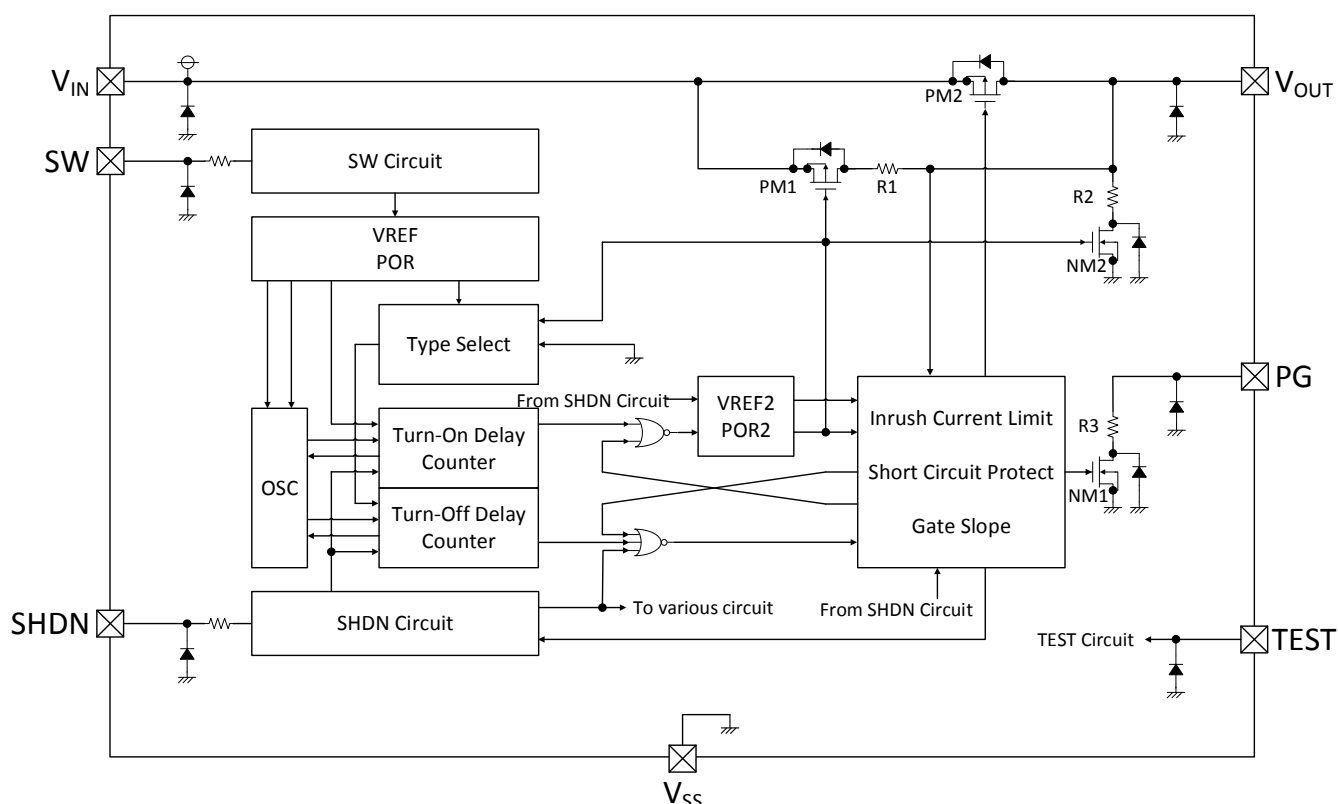 VIN
VOUT
PM2
SW
SW Circuit
PM1
R1
R2
VREF
POR
NM2
Type Select
PG
From SHDN Circuit
VREF2
POR2
Inrush Current Limit
Turn-On Delay
Counter
R3
OSC
Short Circuit Protect
NM1
Turn-Off Delay
Counter
Gate Slope
SHDN
SHDN Circuit
To various circuit
From SHDN Circuit
TEST Circuit
TEST
VSS